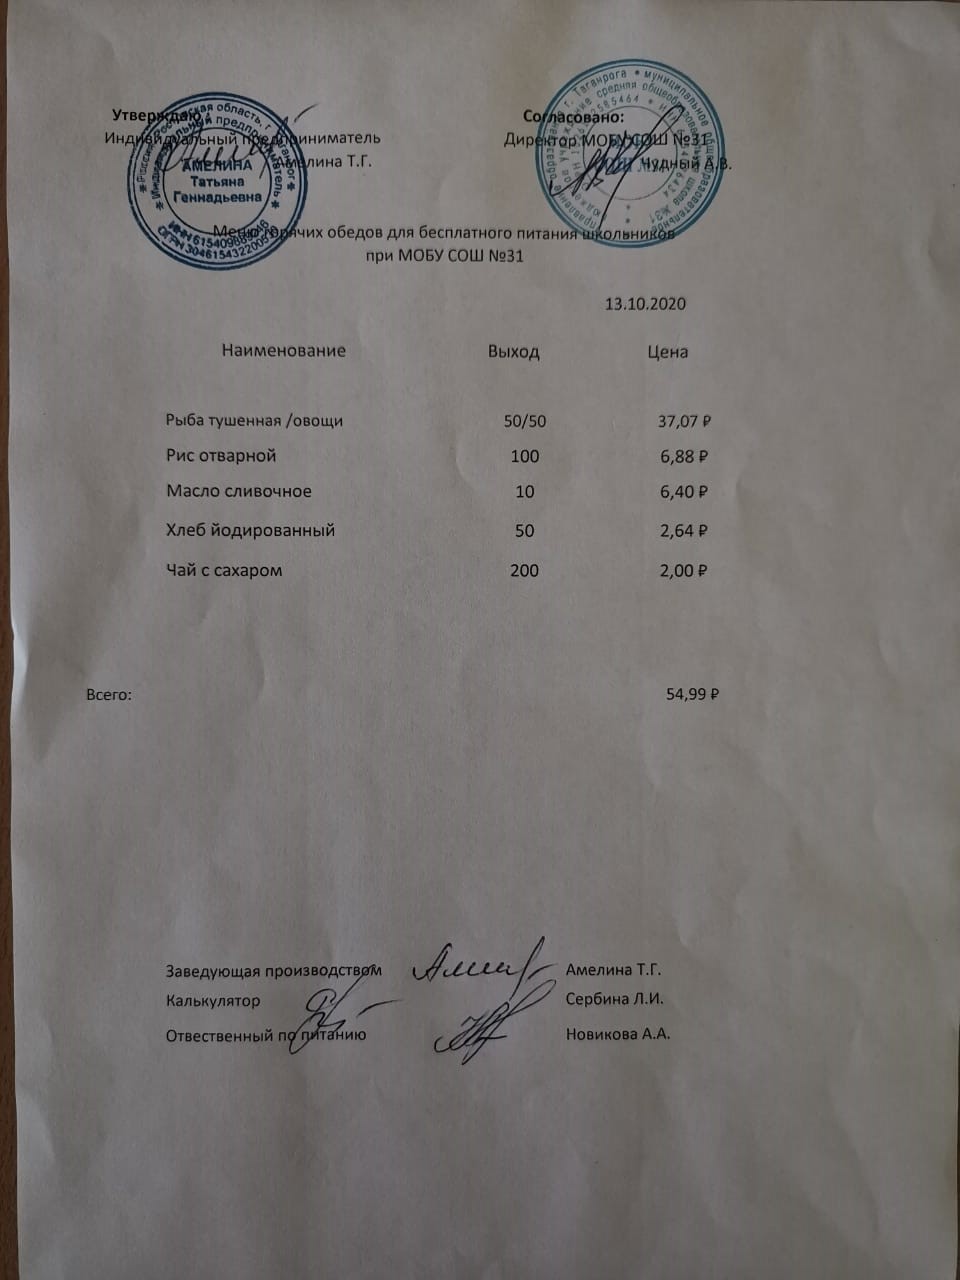 Утверждаю:
Индивидуальный предприниматель
Амелина Т.Г.
Согласовано:
Директор МОБУ СОШ №31
Чудный А.В.
АМЕЛИНА
Татьяна
Геннадьевна
Меню горячих обедов для бесплатного питания школьников
при МОБУ СОШ №31
13.10.2020
Наименование Выход Цена
Рыба тушенная /овощи 50/50 37,07 ₽
Рис отварной 100 6,88 ₽
Масло сливочное 10 6,40 ₽
Хлеб йодированный 50 2,64 ₽
Чай с сахаром 200 2,00 ₽
Всего: 54,99 ₽
Заведующая производством Амелина Т.Г.
Калькулятор Сербина Л.И.
Отвественный по питанию Новикова А.А.